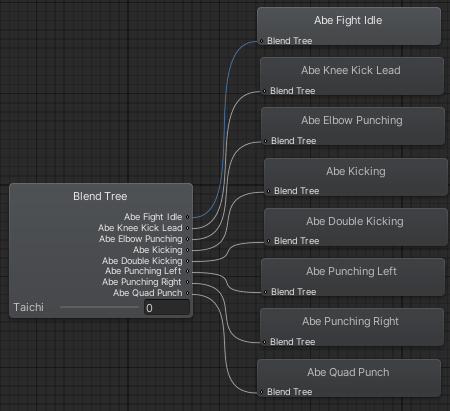 Abe Fight Idle
Blend Tree
Abe Knee Kick Lead
Blend Tree
Abe Elbow Punching
Blend Tree
Abe Kicking
Blend Tree
Abe Double Kicking
Blend Tree
Abe Punching Left
Blend Tree
Abe Punching Right
Blend Tree
Abe Quad Punch
Blend Tree
Blend Tree
Abe Fight Idle
Abe Knee Kick Lead
Abe Elbow Punching
Abe Kicking
Abe Double Kicking
Abe Punching Left
Abe Punching Right
Abe Quad Punch
Taichi 0